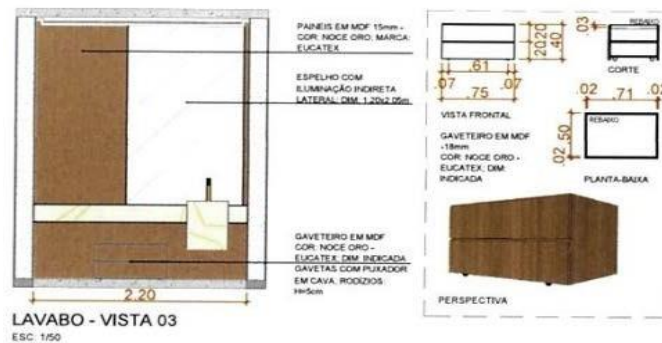 PAINEIS EM MDF 15mm -
COR: NOCE ORO; MARCA:
EUCATEX
ESPELHO COM
ILUMINAÇÃO INDIRETA
LATERAL; DIM: 1.20x2.05m
GAVETEIRO EM MDF
COR: NOCE ORO -
EUCATEX; DIM: INDICADA
GAVETAS COM PUXADOR
EM CAVA. RODÍZIOS:
H=5cm
2.20
LAVABO - VISTA 03
ESC: 1/50
.20.20
.40
.61
.07
.07
.75
VISTA FRONTAL
GAVETEIRO EM MDF
-18mm
COR: NOCE ORO -
EUCATEX; DIM:
INDICADA
.03
REBAIXO
CORTE
.02
.71
.02
REBAIXO
.50
.02
PLANTA-BAIXA
PERSPECTIVA